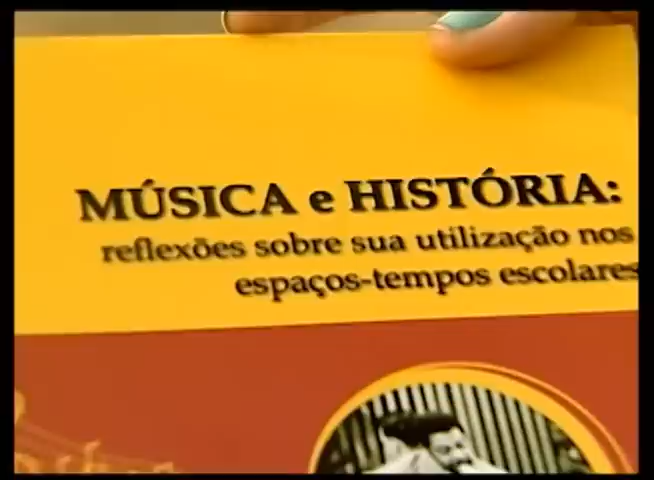 MÚSICA e HISTÓRIA:
reflexões sobre sua utilização nos
espaços-tempos escolares